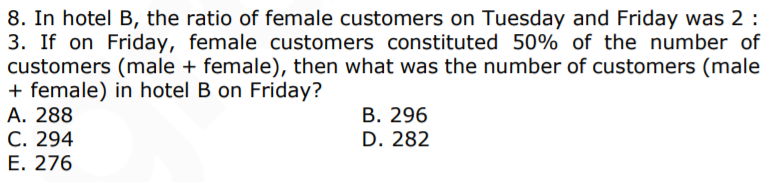 8. In hotel B, the ratio of female customers on Tuesday and Friday was 2 :
3. If on Friday, female customers constituted 50% of the number of
customers (male + female), then what was the number of customers (male
+ female) in hotel B on Friday?
A. 288 B. 296
C. 294 D. 282
E. 276